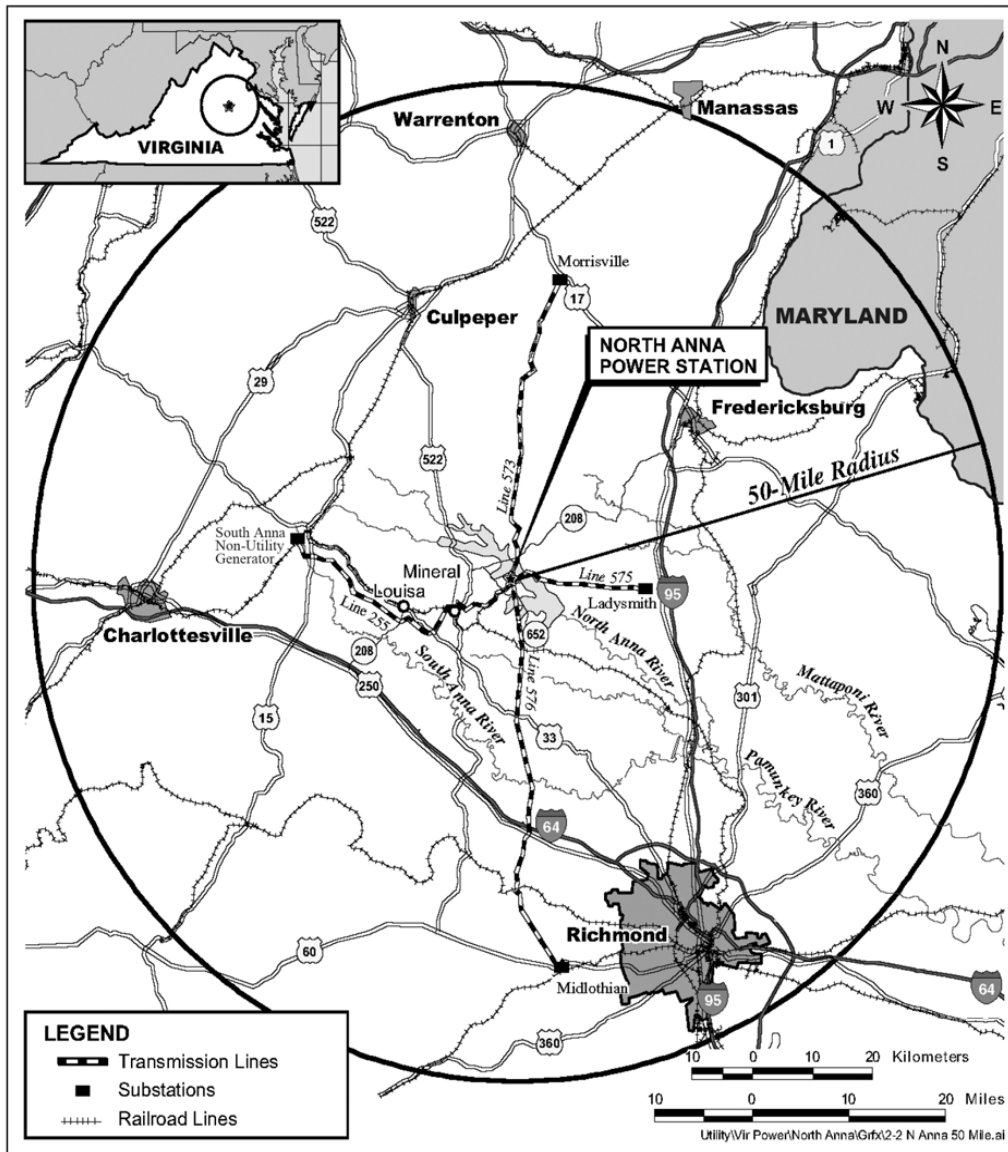 VIRGINIA
N
W
E
S
Warrenton
Manassas
1
522
Morrisville
17
Culpeper
MARYLAND
NORTH ANNA
POWER STATION
29
Fredericksburg
522
50-Mile Radius
Line 573
208
South Anna
Non-Utility
Generator
Mineral
Louisa
Line 575
95
Ladysmith
Line 255
Charlottesville
652
North Anna River
208
250
South Anna River
Line 576
Mattaponi River
301
15
33
Pamunkey River
360
64
Richmond
60
Midlothian
64
95
360
LEGEND
Transmission Lines
Substations
Railroad Lines
10 0 10 20 Kilometers
10 0 10 20 Miles
Utility\Vir Power\North Anna\Grfx\2-2 N Anna 50 Mile.ai